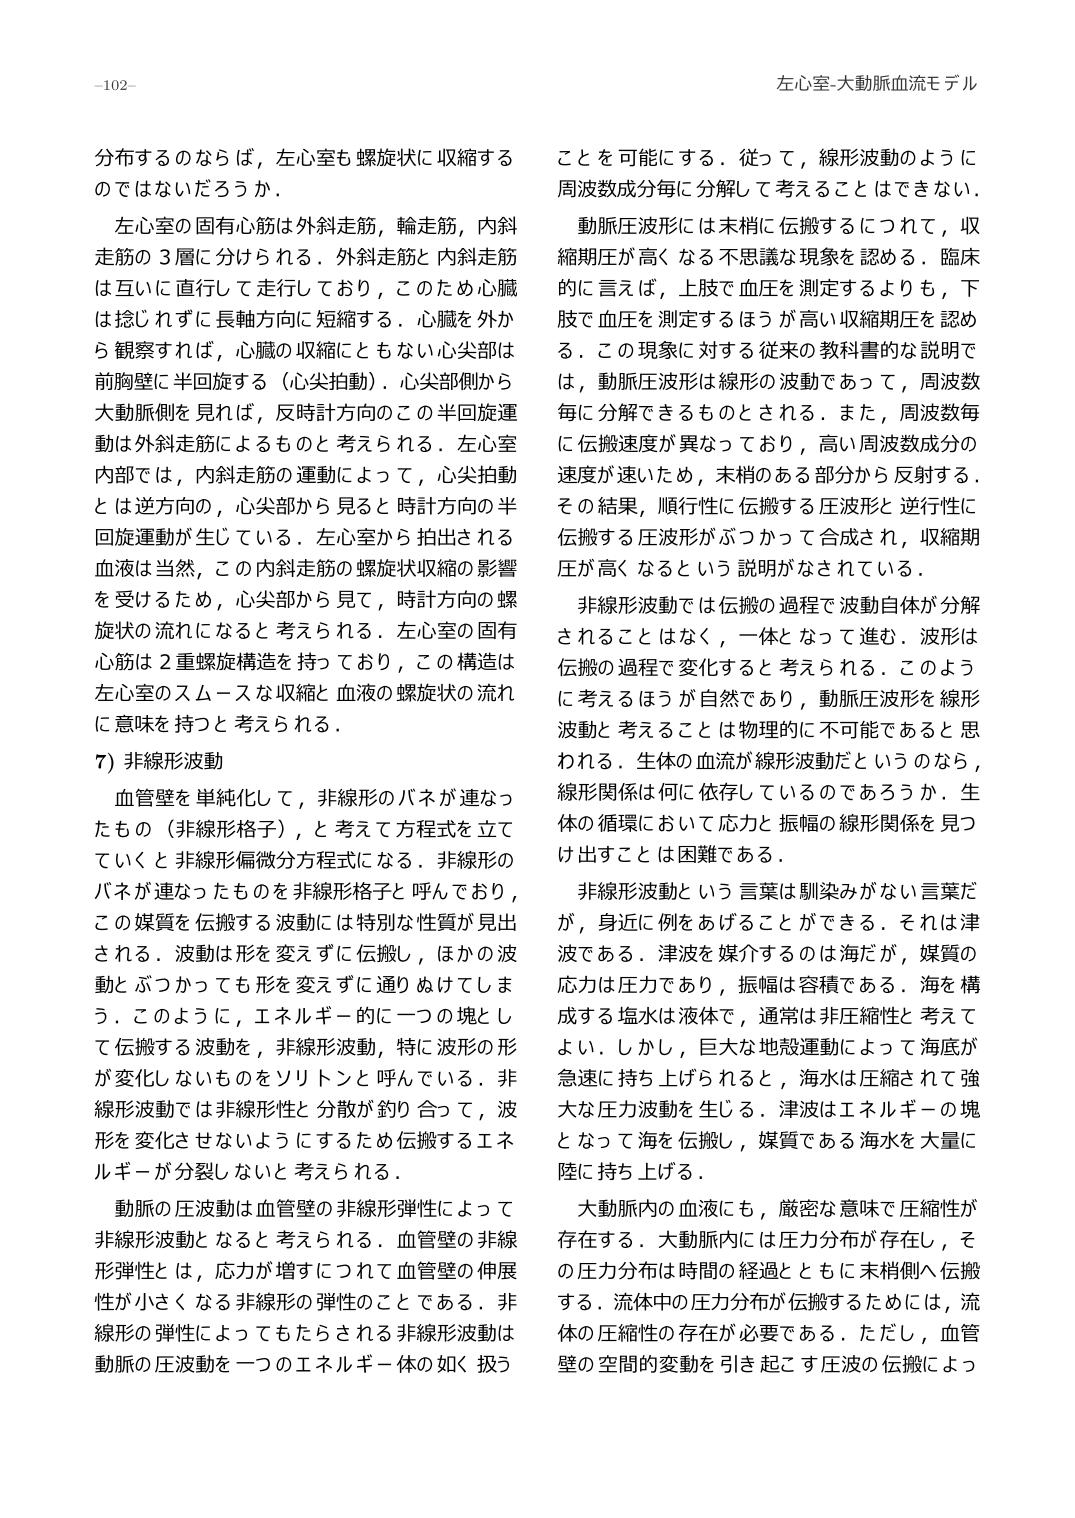 –102–
左心室-大動脈血流モデル
分布するのならば，左心室も螺旋状に収縮する
のではないだろうか．
左心室の固有心筋は外斜走筋，輪走筋，内斜
走筋の 3 層に分けられる．外斜走筋と内斜走筋
は互いに直行して走行しており，このため心臓
は捻じれずに長軸方向に短縮する．心臓を外か
ら観察すれば，心臓の収縮にともない心尖部は
前胸壁に半回旋する（心尖拍動）．心尖部側から
大動脈側を見れば，反時計方向のこの半回旋運
動は外斜走筋によるものと考えられる．左心室
内部では，内斜走筋の運動によって，心尖拍動
とは逆方向の，心尖部から見ると時計方向の半
回旋運動が生じている．左心室から拍出される
血液は当然，この内斜走筋の螺旋状収縮の影響
を受けるため，心尖部から見て，時計方向の螺
旋状の流れになると考えられる．左心室の固有
心筋は 2 重螺旋構造を持っており，この構造は
左心室のスムースな収縮と血液の螺旋状の流れ
に意味を持つと考えられる．
7) 非線形波動
血管壁を単純化して，非線形のバネが連なっ
たもの（非線形格子），と考えて方程式を立て
ていくと非線形偏微分方程式になる．非線形の
バネが連なったものを非線形格子と呼んでおり，
この媒質を伝搬する波動には特別な性質が見出
される．波動は形を変えずに伝搬し，ほかの波
動とぶつかっても形を変えずに通りぬけてしま
う．このように，エネルギー的に一つの塊とし
て伝搬する波動を，非線形波動，特に波形の形
が変化しないものをソリトンと呼んでいる．非
線形波動では非線形性と分散が釣り合って，波
形を変化させないようにするため伝搬するエネ
ルギーが分裂しないと考えられる．
動脈の圧波動は血管壁の非線形弾性によって
非線形波動となると考えられる．血管壁の非線
形弾性とは，応力が増すにつれて血管壁の伸展
性が小さくなる非線形の弾性のことである．非
線形の弾性によってもたらされる非線形波動は
動脈の圧波動を一つのエネルギー体の如く扱う
ことを可能にする．従って，線形波動のように
周波数成分毎に分解して考えることはできない．
動脈圧波形には末梢に伝搬するにつれて，収
縮期圧が高くなる不思議な現象を認める．臨床
的に言えば，上肢で血圧を測定するよりも，下
肢で血圧を測定するほうが高い収縮期圧を認め
る．この現象に対する従来の教科書的な説明で
は，動脈圧波形は線形の波動であって，周波数
毎に分解できるものとされる．また，周波数毎
に伝搬速度が異なっており，高い周波数成分の
速度が速いため，末梢のある部分から反射する．
その結果，順行性に伝搬する圧波形と逆行性に
伝搬する圧波形がぶつかって合成され，収縮期
圧が高くなるという説明がなされている．
非線形波動では伝搬の過程で波動自体が分解
されることはなく，一体となって進む．波形は
伝搬の過程で変化すると考えられる．このよう
に考えるほうが自然であり，動脈圧波形を線形
波動と考えることは物理的に不可能であると思
われる．生体の血流が線形波動だというのなら，
線形関係は何に依存しているのであろうか．生
体の循環において応力と振幅の線形関係を見つ
け出すことは困難である．
非線形波動という言葉は馴染みがない言葉だ
が，身近に例をあげることができる．それは津
波である．津波を媒介するのは海だが，媒質の
応力は圧力であり，振幅は容積である．海を構
成する塩水は液体で，通常は非圧縮性と考えて
よい．しかし，巨大な地殻運動によって海底が
急速に持ち上げられると，海水は圧縮されて強
大な圧力波動を生じる．津波はエネルギーの塊
となって海を伝搬し，媒質である海水を大量に
陸に持ち上げる．
大動脈内の血液にも，厳密な意味で圧縮性が
存在する．大動脈内には圧力分布が存在し，そ
の圧力分布は時間の経過とともに末梢側へ伝搬
する．流体中の圧力分布が伝搬するためには，流
体の圧縮性の存在が必要である．ただし，血管
壁の空間的変動を引き起こす圧波の伝搬によっ